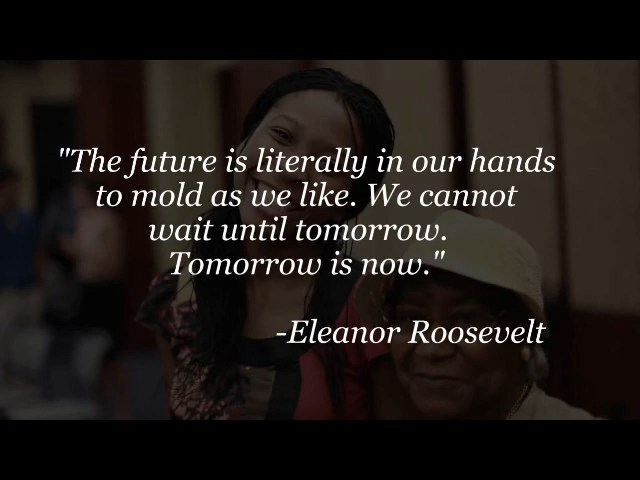 "The future is literally in our hands
to mold as we like. We cannot
wait until tomorrow.
Tomorrow is now."
-Eleanor Roosevelt